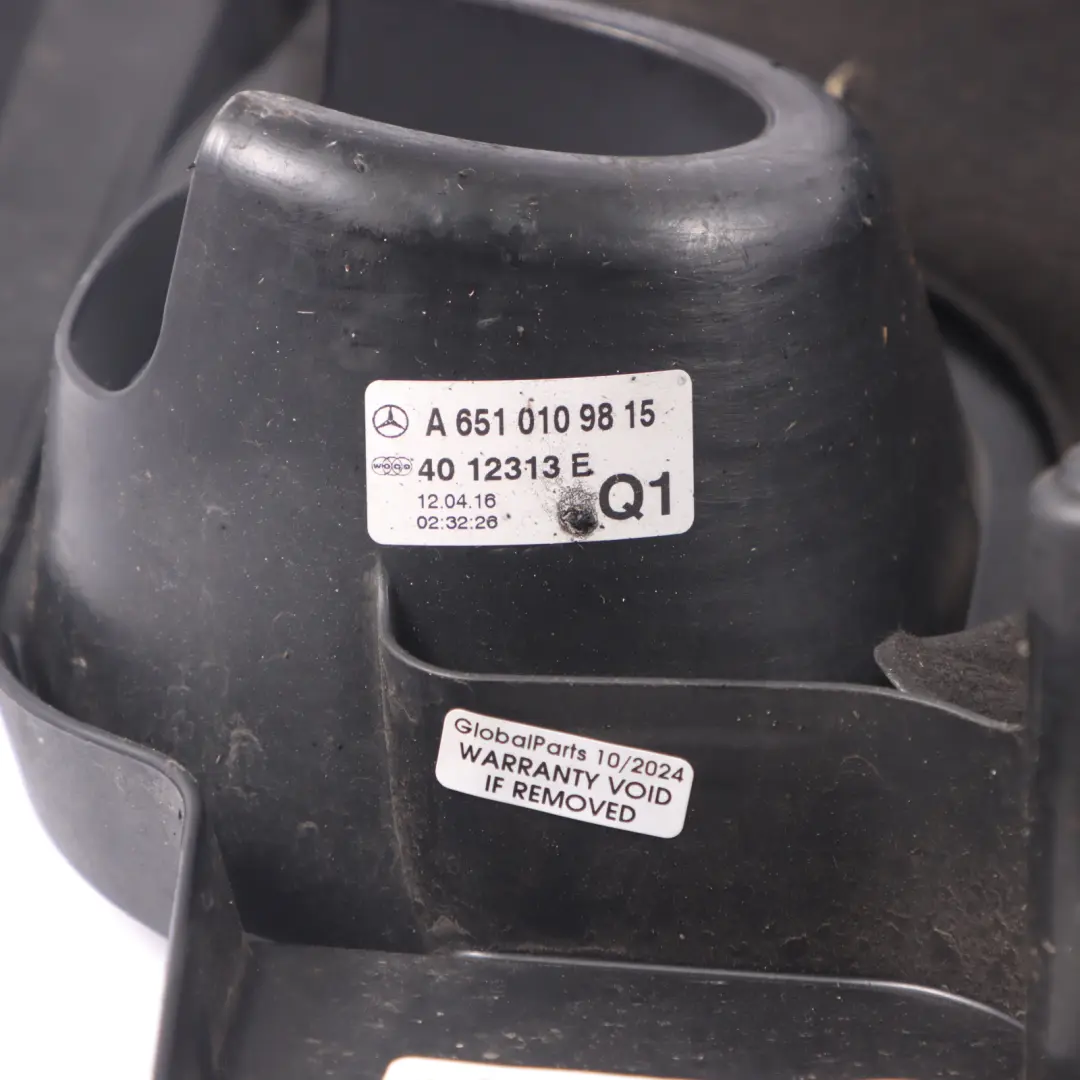 A 651 010 98 15
WOCO 40 12313 E
12.04.16
02:32:26
Q1
GlobalParts 10/2024
WARRANTY VOID
IF REMOVED